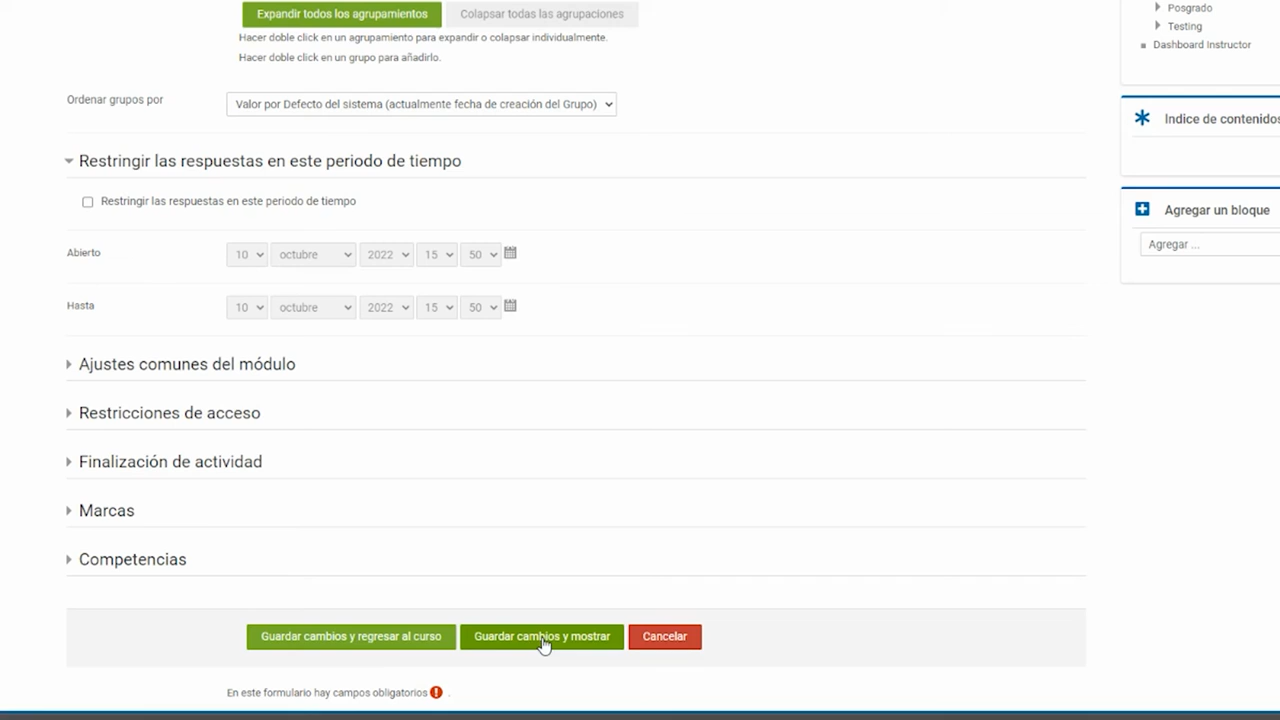 Expandir todos los agrupamientos
Colapsar todas las agrupaciones
Hacer doble click en un agrupamiento para expandir o colapsar individualmente.
Hacer doble click en un grupo para añadirlo.
Ordenar grupos por
Valor por Defecto del sistema (actualmente fecha de creación del Grupo)
Restringir las respuestas en este periodo de tiempo
Restringir las respuestas en este periodo de tiempo
Abierto
10 octubre 2022 15 50
Hasta
10 octubre 2022 15 50
Ajustes comunes del módulo
Restricciones de acceso
Finalización de actividad
Marcas
Competencias
Guardar cambios y regresar al curso
Guardar cambios y mostrar
Cancelar
En este formulario hay campos obligatorios .
Posgrado
Testing
Dashboard Instructor
Indice de contenidos
Agregar un bloque
Agregar ...